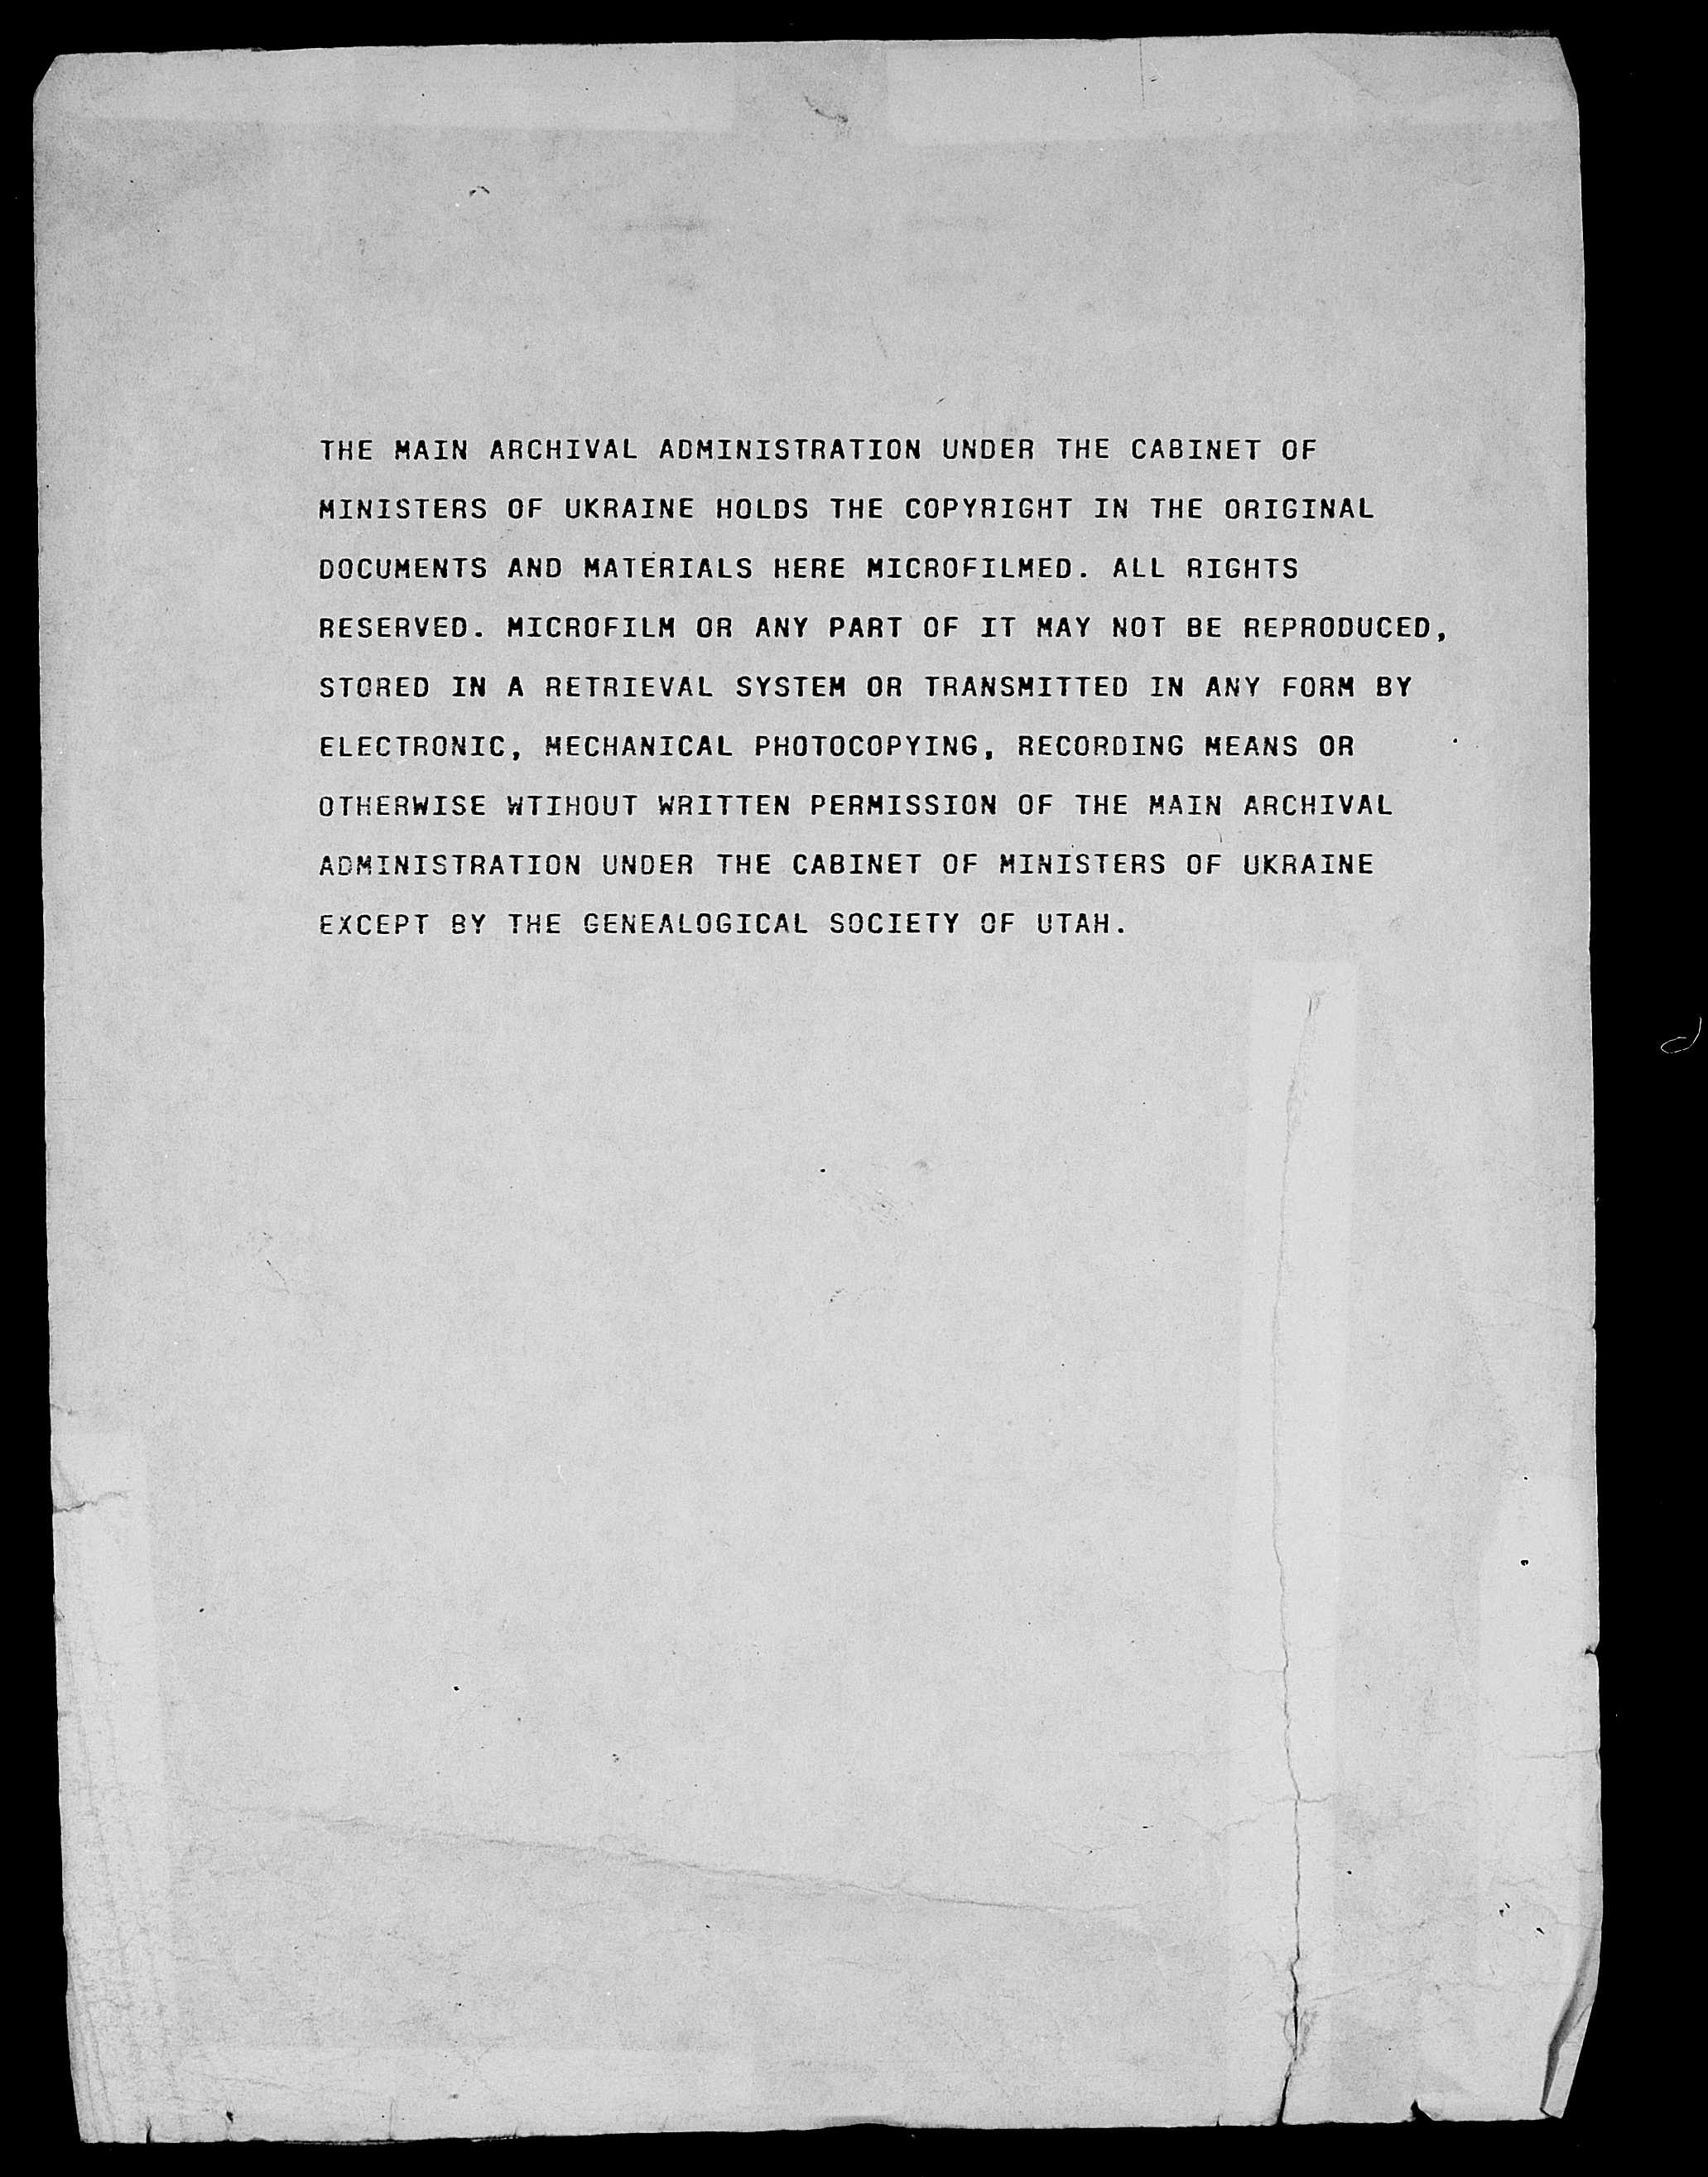 THE MAIN ARCHIVAL ADMINISTRATION UNDER THE CABINET OF
MINISTERS OF UKRAINE HOLDS THE COPYRIGHT IN THE ORIGINAL
DOCUMENTS AND MATERIALS HERE MICROFILMED. ALL RIGHTS
RESERVED. MICROFILM OR ANY PART OF IT MAY NOT BE REPRODUCED,
STORED IN A RETRIEVAL SYSTEM OR TRANSMITTED IN ANY FORM BY
ELECTRONIC, MECHANICAL PHOTOCOPYING, RECORDING MEANS OR
OTHERWISE WTIHOUT WRITTEN PERMISSION OF THE MAIN ARCHIVAL
ADMINISTRATION UNDER THE CABINET OF MINISTERS OF UKRAINE
EXCEPT BY THE GENEALOGICAL SOCIETY OF UTAH.